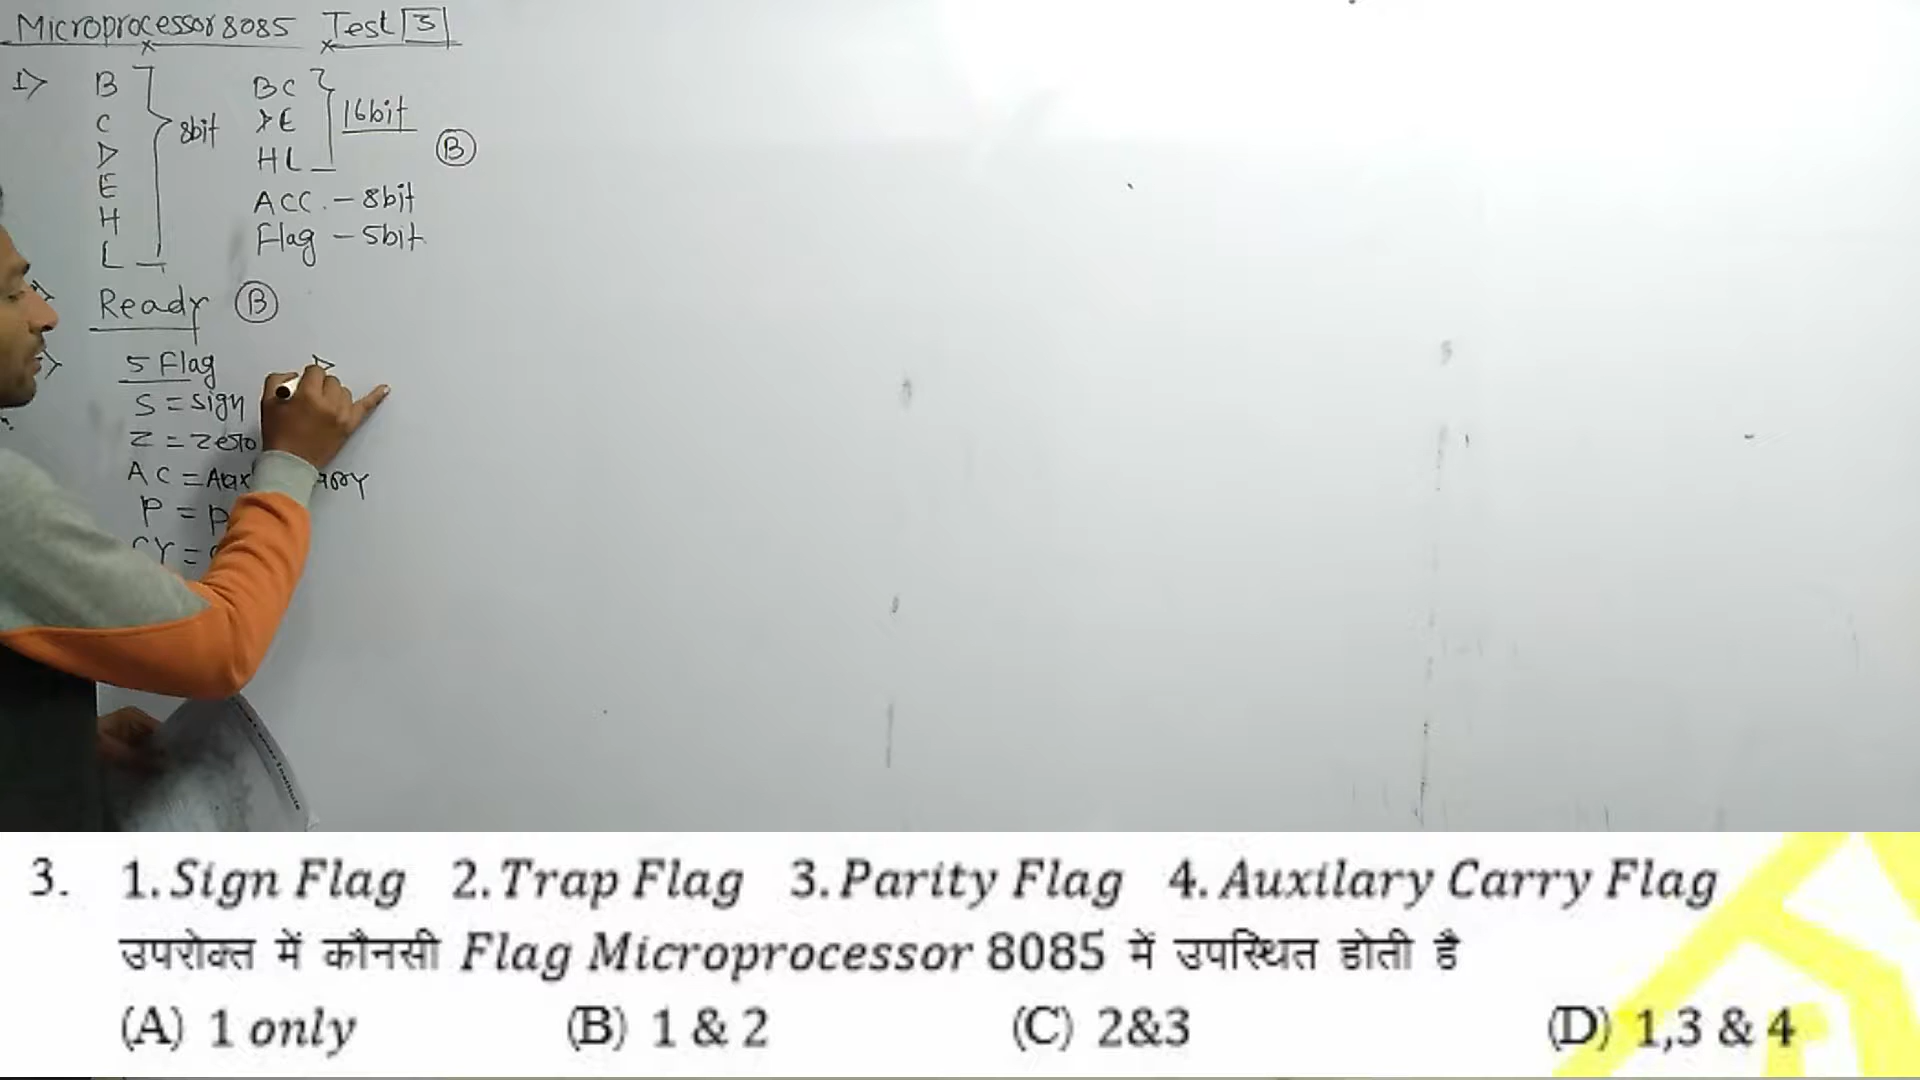 Microprocessor 8085 Test 3
1>
B
C
D
E
H
L
8bit
BC
DE
HL
16bit
B
ACC. - 8bit
Flag - 5bit
Ready B
5 Flag
S = Sign
Z = Zero
AC =
P =
CY =
3. 1. Sign Flag 2. Trap Flag 3. Parity Flag 4. Auxilary Carry Flag
उपरोक्त में कौनसी Flag Microprocessor 8085 में उपस्थित होती है
(A) 1 only (B) 1 & 2 (C) 2&3 (D) 1,3 & 4